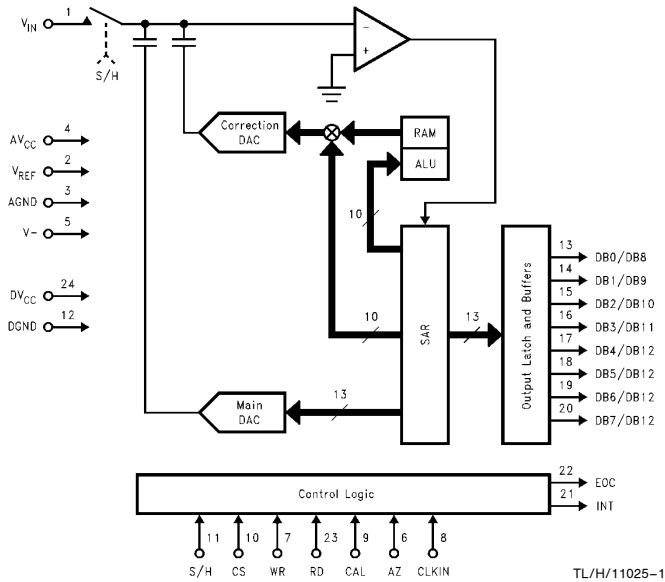 V_IN 1
S/H
-
+
Correction
DAC
RAM
ALU
AV_CC 4
V_REF 2
AGND 3
V- 5
DV_CC 24
DGND 12
10
10
13
13
SAR
Main
DAC
Output Latch and Buffers
13 DB0/DB8
14 DB1/DB9
15 DB2/DB10
16 DB3/DB11
17 DB4/DB12
18 DB5/DB12
19 DB6/DB12
20 DB7/DB12
Control Logic
22 EOC
21 INT
11 10 7 23 9 6 8
S/H CS WR RD CAL AZ CLKIN
TL/H/11025-1